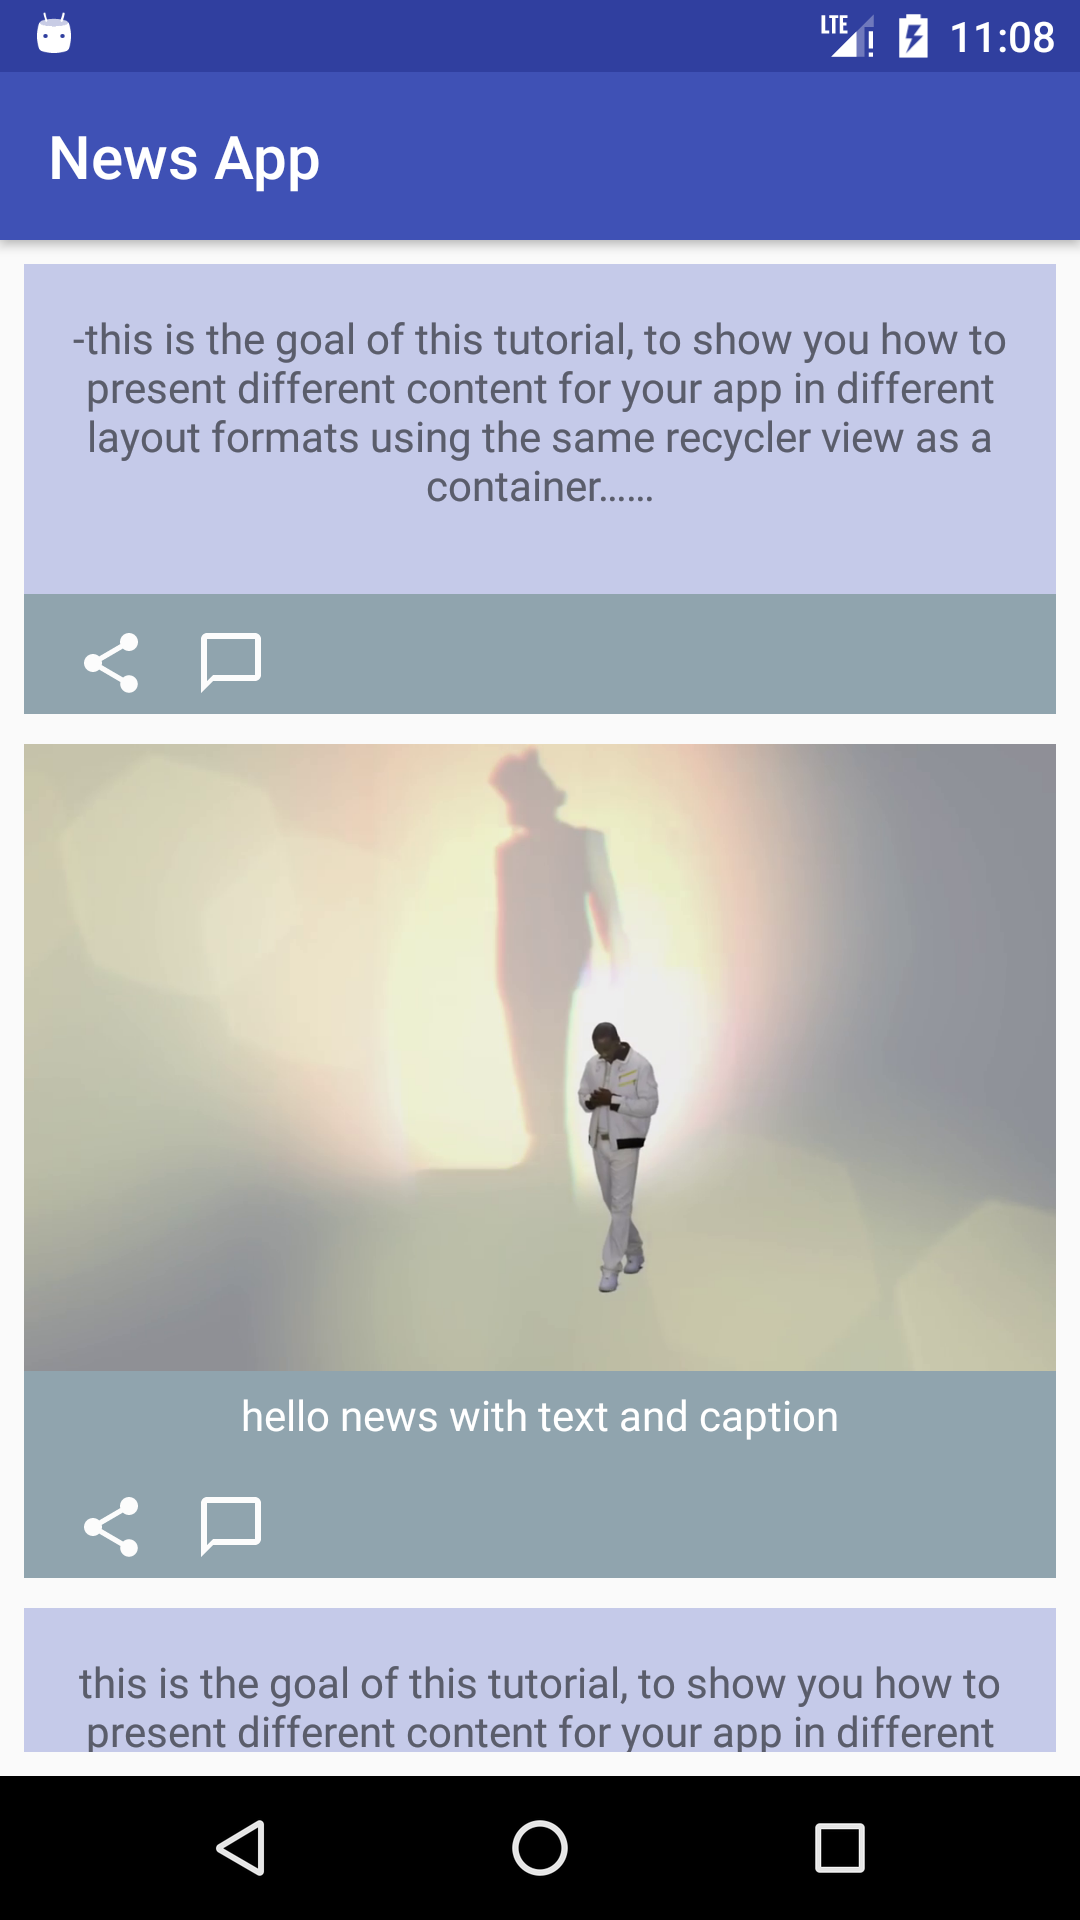 LTE 11:08
News App
-this is the goal of this tutorial, to show you how to
present different content for your app in different
layout formats using the same recycler view as a
container......
hello news with text and caption
this is the goal of this tutorial, to show you how to
present different content for your app in different